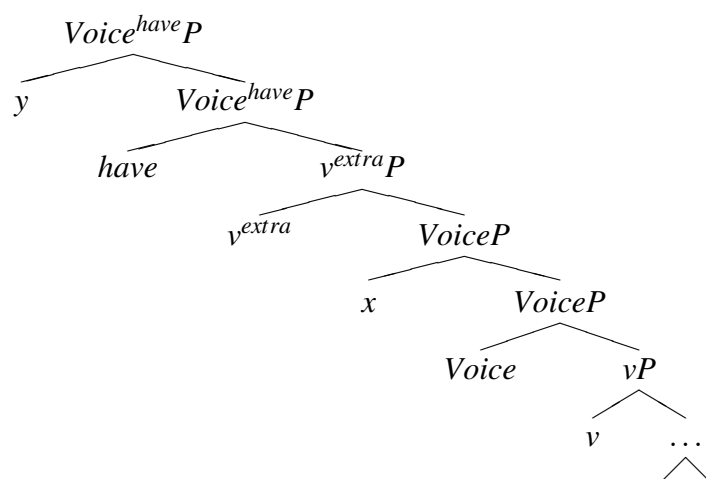 Voice^{have}P
y Voice^{have}P
have v^{extra}P
v^{extra} VoiceP
x VoiceP
Voice vP
v ...